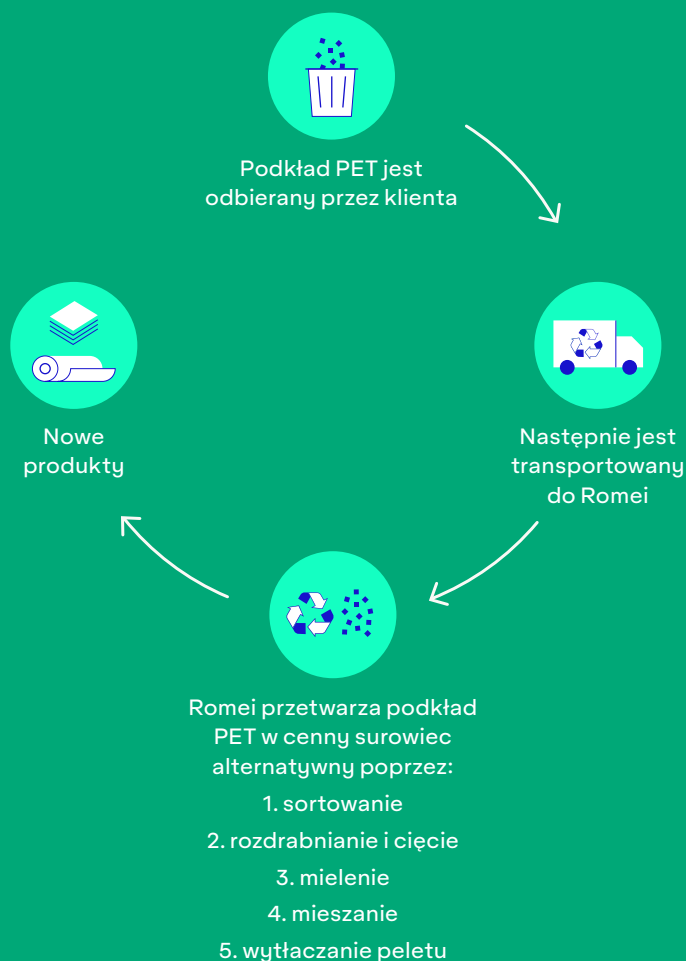 Podkład PET jest
odbierany przez klienta
Następnie jest
transportowany
do Romei
Romei przetwarza podkład
PET w cenny surowiec
alternatywny poprzez:
1. sortowanie
2. rozdrabnianie i cięcie
3. mielenie
4. mieszanie
5. wytłaczanie peletu
Nowe
produkty